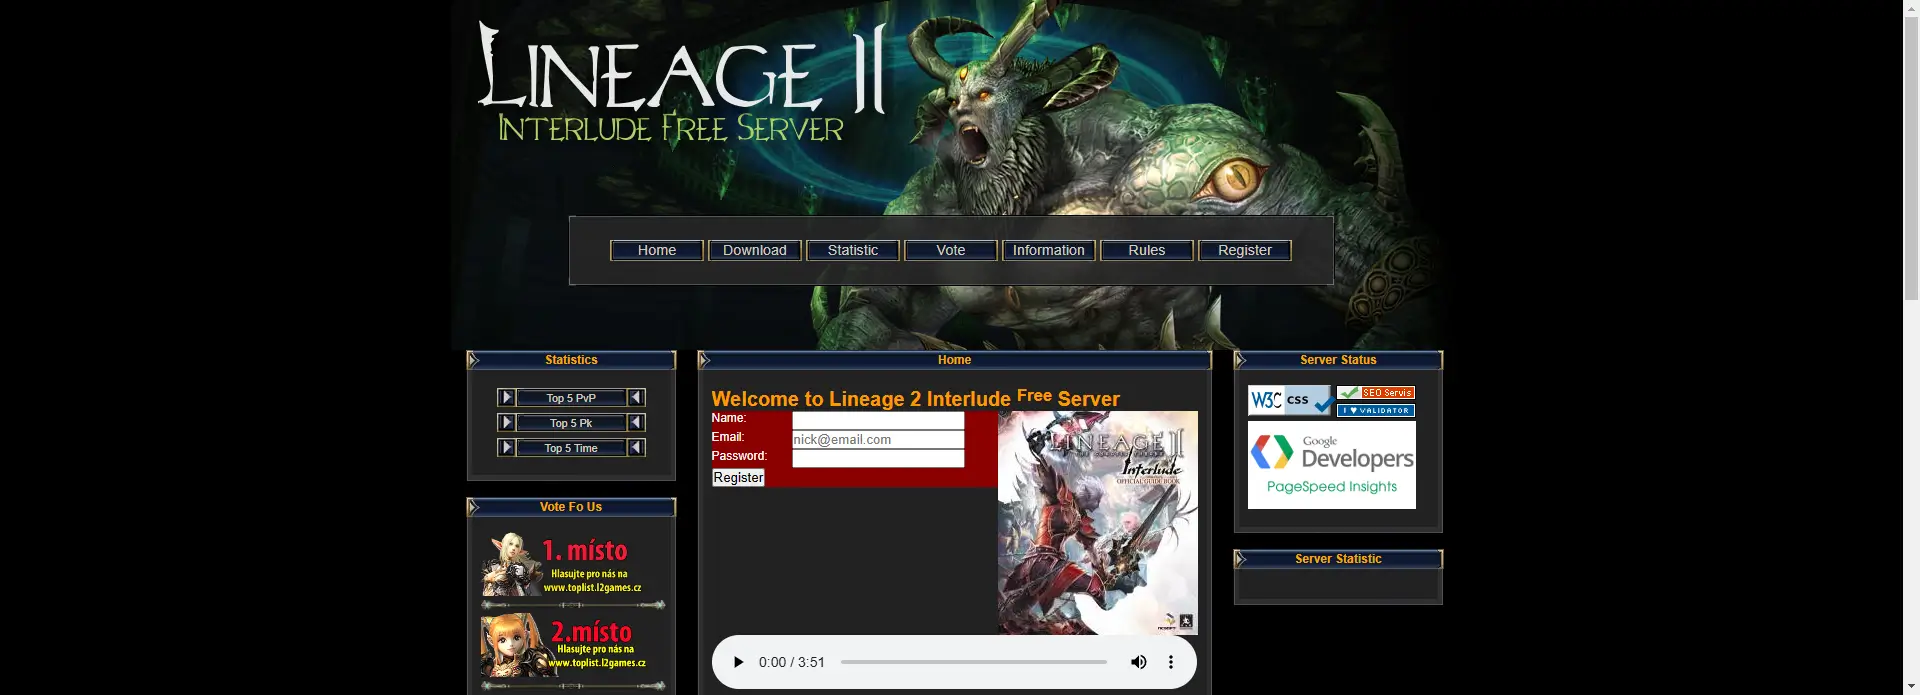 LINEAGE II
INTERLUDE FREE SERVER
Home
Download
Statistic
Vote
Information
Rules
Register
Statistics
Top 5 PvP
Top 5 Pk
Top 5 Time
Vote Fo Us
1. místo
Hlasujte pro nás na
www.toplist.l2games.cz
2.místo
Hlasujte pro nás na
www.toplist.l2games.cz
Home
Welcome to Lineage 2 Interlude Free Server
Name:
Email:
nick@email.com
Password:
Register
LINEAGE II
Interlude
OFFICIAL GUIDE BOOK
0:00 / 3:51
Server Status
W3C css
SEO Servis
I ♥ VALIDATOR
Google
Developers
PageSpeed Insights
Server Statistic